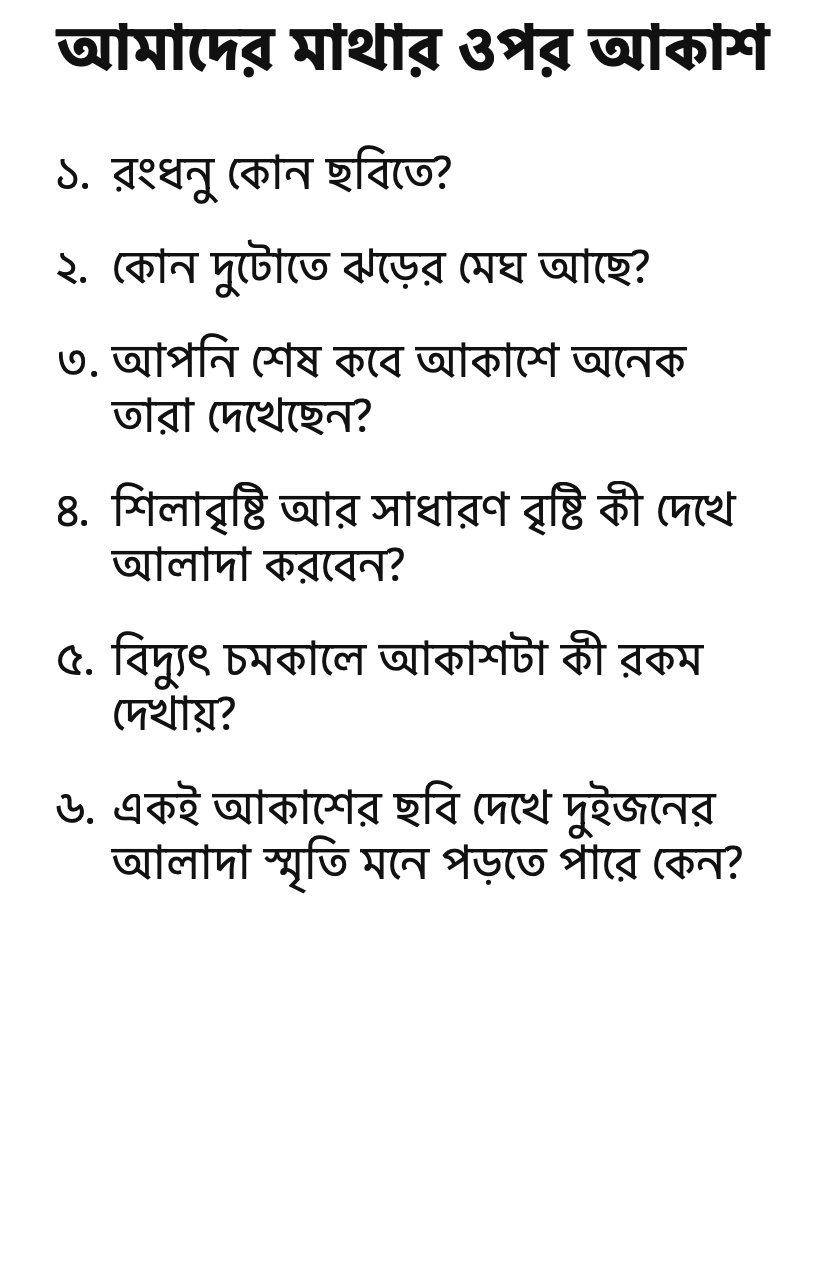 আমাদের মাথার ওপর আকাশ
১. রংধনু কোন ছবিতে?
২. কোন দুটোতে ঝড়ের মেঘ আছে?
৩. আপনি শেষ কবে আকাশে অনেক
তারা দেখেছেন?
৪. শিলাবৃষ্টি আর সাধারণ বৃষ্টি কী দেখে
আলাদা করবেন?
৫. বিদ্যুৎ চমকালে আকাশটা কী রকম
দেখায়?
৬. একই আকাশের ছবি দেখে দুইজনের
আলাদা স্মৃতি মনে পড়তে পারে কেন?